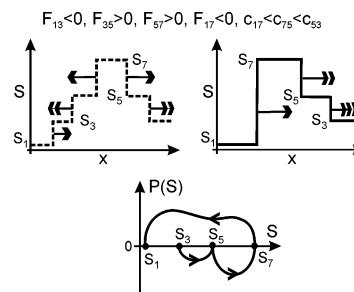 F₁₃<0, F₃₅>0, F₅₇>0, F₁₇<0, c₁₇<c₇₅<c₅₃
S
S₇
S₅
S₃
S₁
x
S
S₇
S₅
S₃
S₁
x
P(S)
S
0
S₁
S₃
S₅
S₇